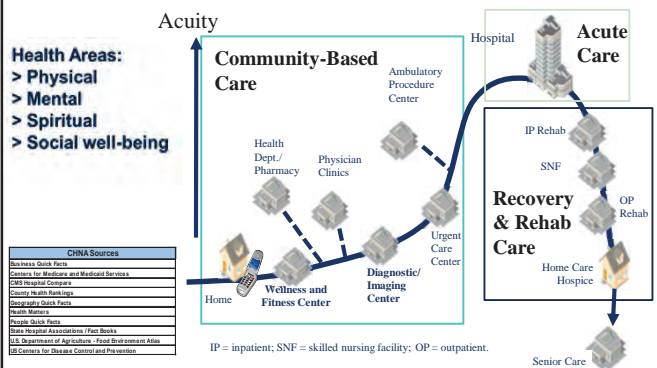 Acuity
Health Areas:
> Physical
> Mental
> Spiritual
> Social well-being
Community-Based
Care
Hospital
Acute
Care
Ambulatory
Procedure
Center
Health
Dept./
Pharmacy
Physician
Clinics
IP Rehab
SNF
OP
Rehab
Recovery
& Rehab
Care
Urgent
Care
Center
Home Care
Hospice
Diagnostic/
Imaging
Center
Wellness and
Fitness Center
Home
CHNA Sources
Business Quick Facts
Centers for Medicare and Medicaid Services
CMS Hospital Compare
County Health Rankings
Geography Quick Facts
Health Matters
People Quick Facts
State Hospital Associations / Fact Books
U.S. Department of Agriculture - Food Environment Atlas
US Centers for Disease Control and Prevention
IP = inpatient; SNF = skilled nursing facility; OP = outpatient.
Senior Care